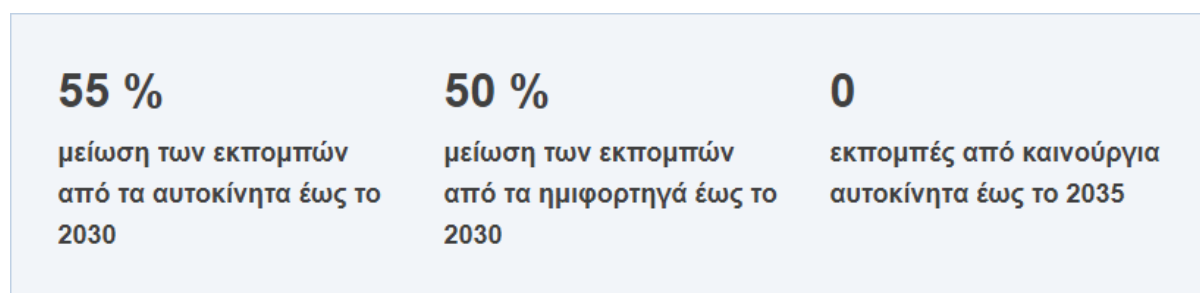 55 %
μείωση των εκπομπών
από τα αυτοκίνητα έως το
2030
50 %
μείωση των εκπομπών
από τα ημιφορτηγά έως το
2030
0
εκπομπές από καινούργια
αυτοκίνητα έως το 2035